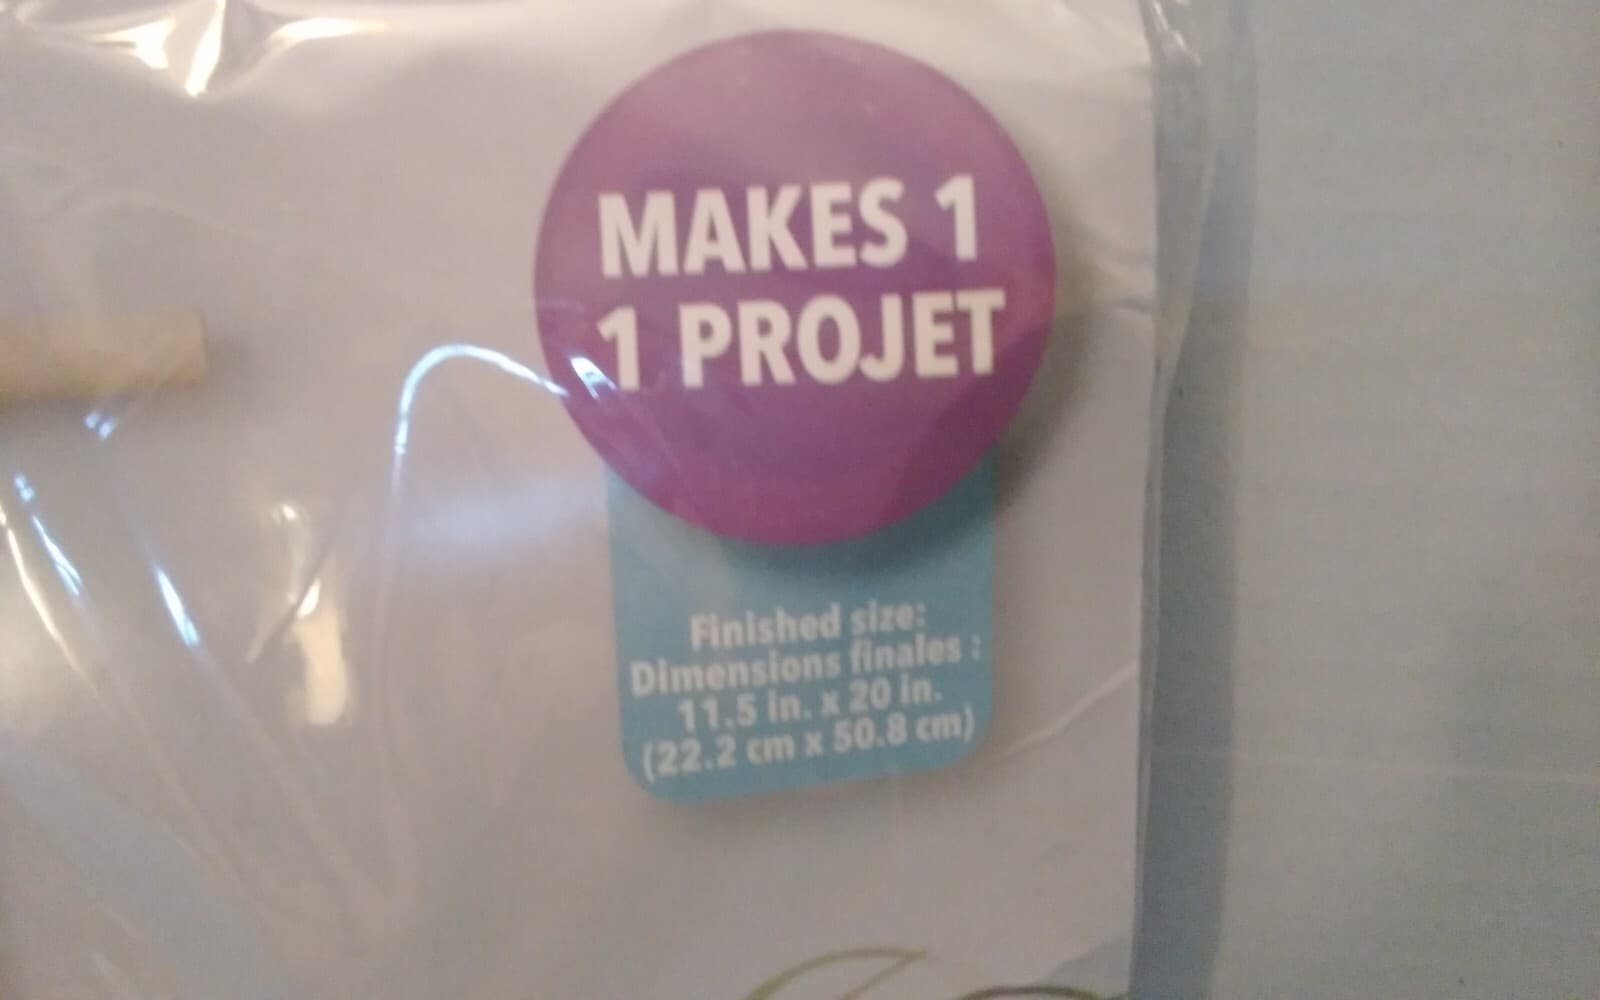 MAKES 1
1 PROJET
Finished size:
Dimensions finales :
11.5 in. x 20 in.
(22.2 cm x 50.8 cm)